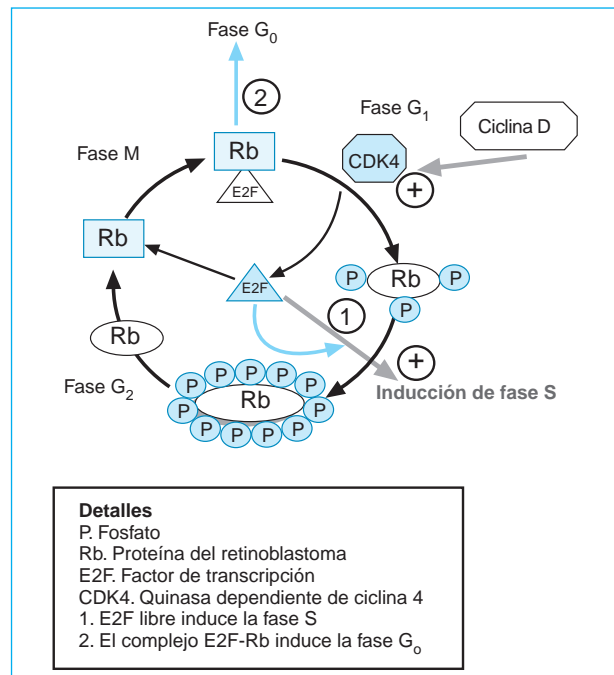 Fase G0
2
Fase G1
Ciclina D
Fase M
Rb
E2F
CDK4
+
Rb
E2F
P
Rb
P
P
1
+
Inducción de fase S
Rb
Fase G2
P
P
P
P
P
P
Rb
P
P
P
P
P
Detalles
P. Fosfato
Rb. Proteína del retinoblastoma
E2F. Factor de transcripción
CDK4. Quinasa dependiente de ciclina 4
1. E2F libre induce la fase S
2. El complejo E2F-Rb induce la fase Go